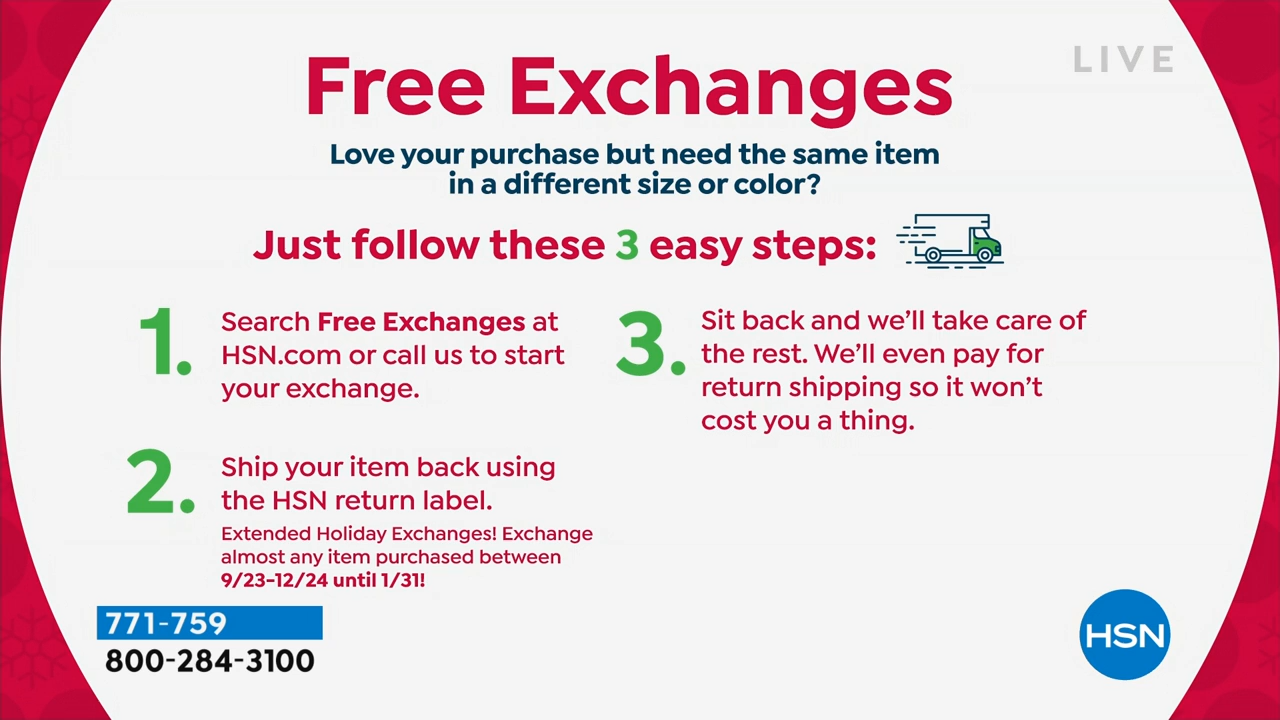 LIVE
Free Exchanges
Love your purchase but need the same item
in a different size or color?
Just follow these 3 easy steps:
1.
Search Free Exchanges at
HSN.com or call us to start
your exchange.
2.
Ship your item back using
the HSN return label.
Extended Holiday Exchanges! Exchange
almost any item purchased between
9/23-12/24 until 1/31!
3.
Sit back and we'll take care of
the rest. We'll even pay for
return shipping so it won't
cost you a thing.
771-759
800-284-3100
HSN